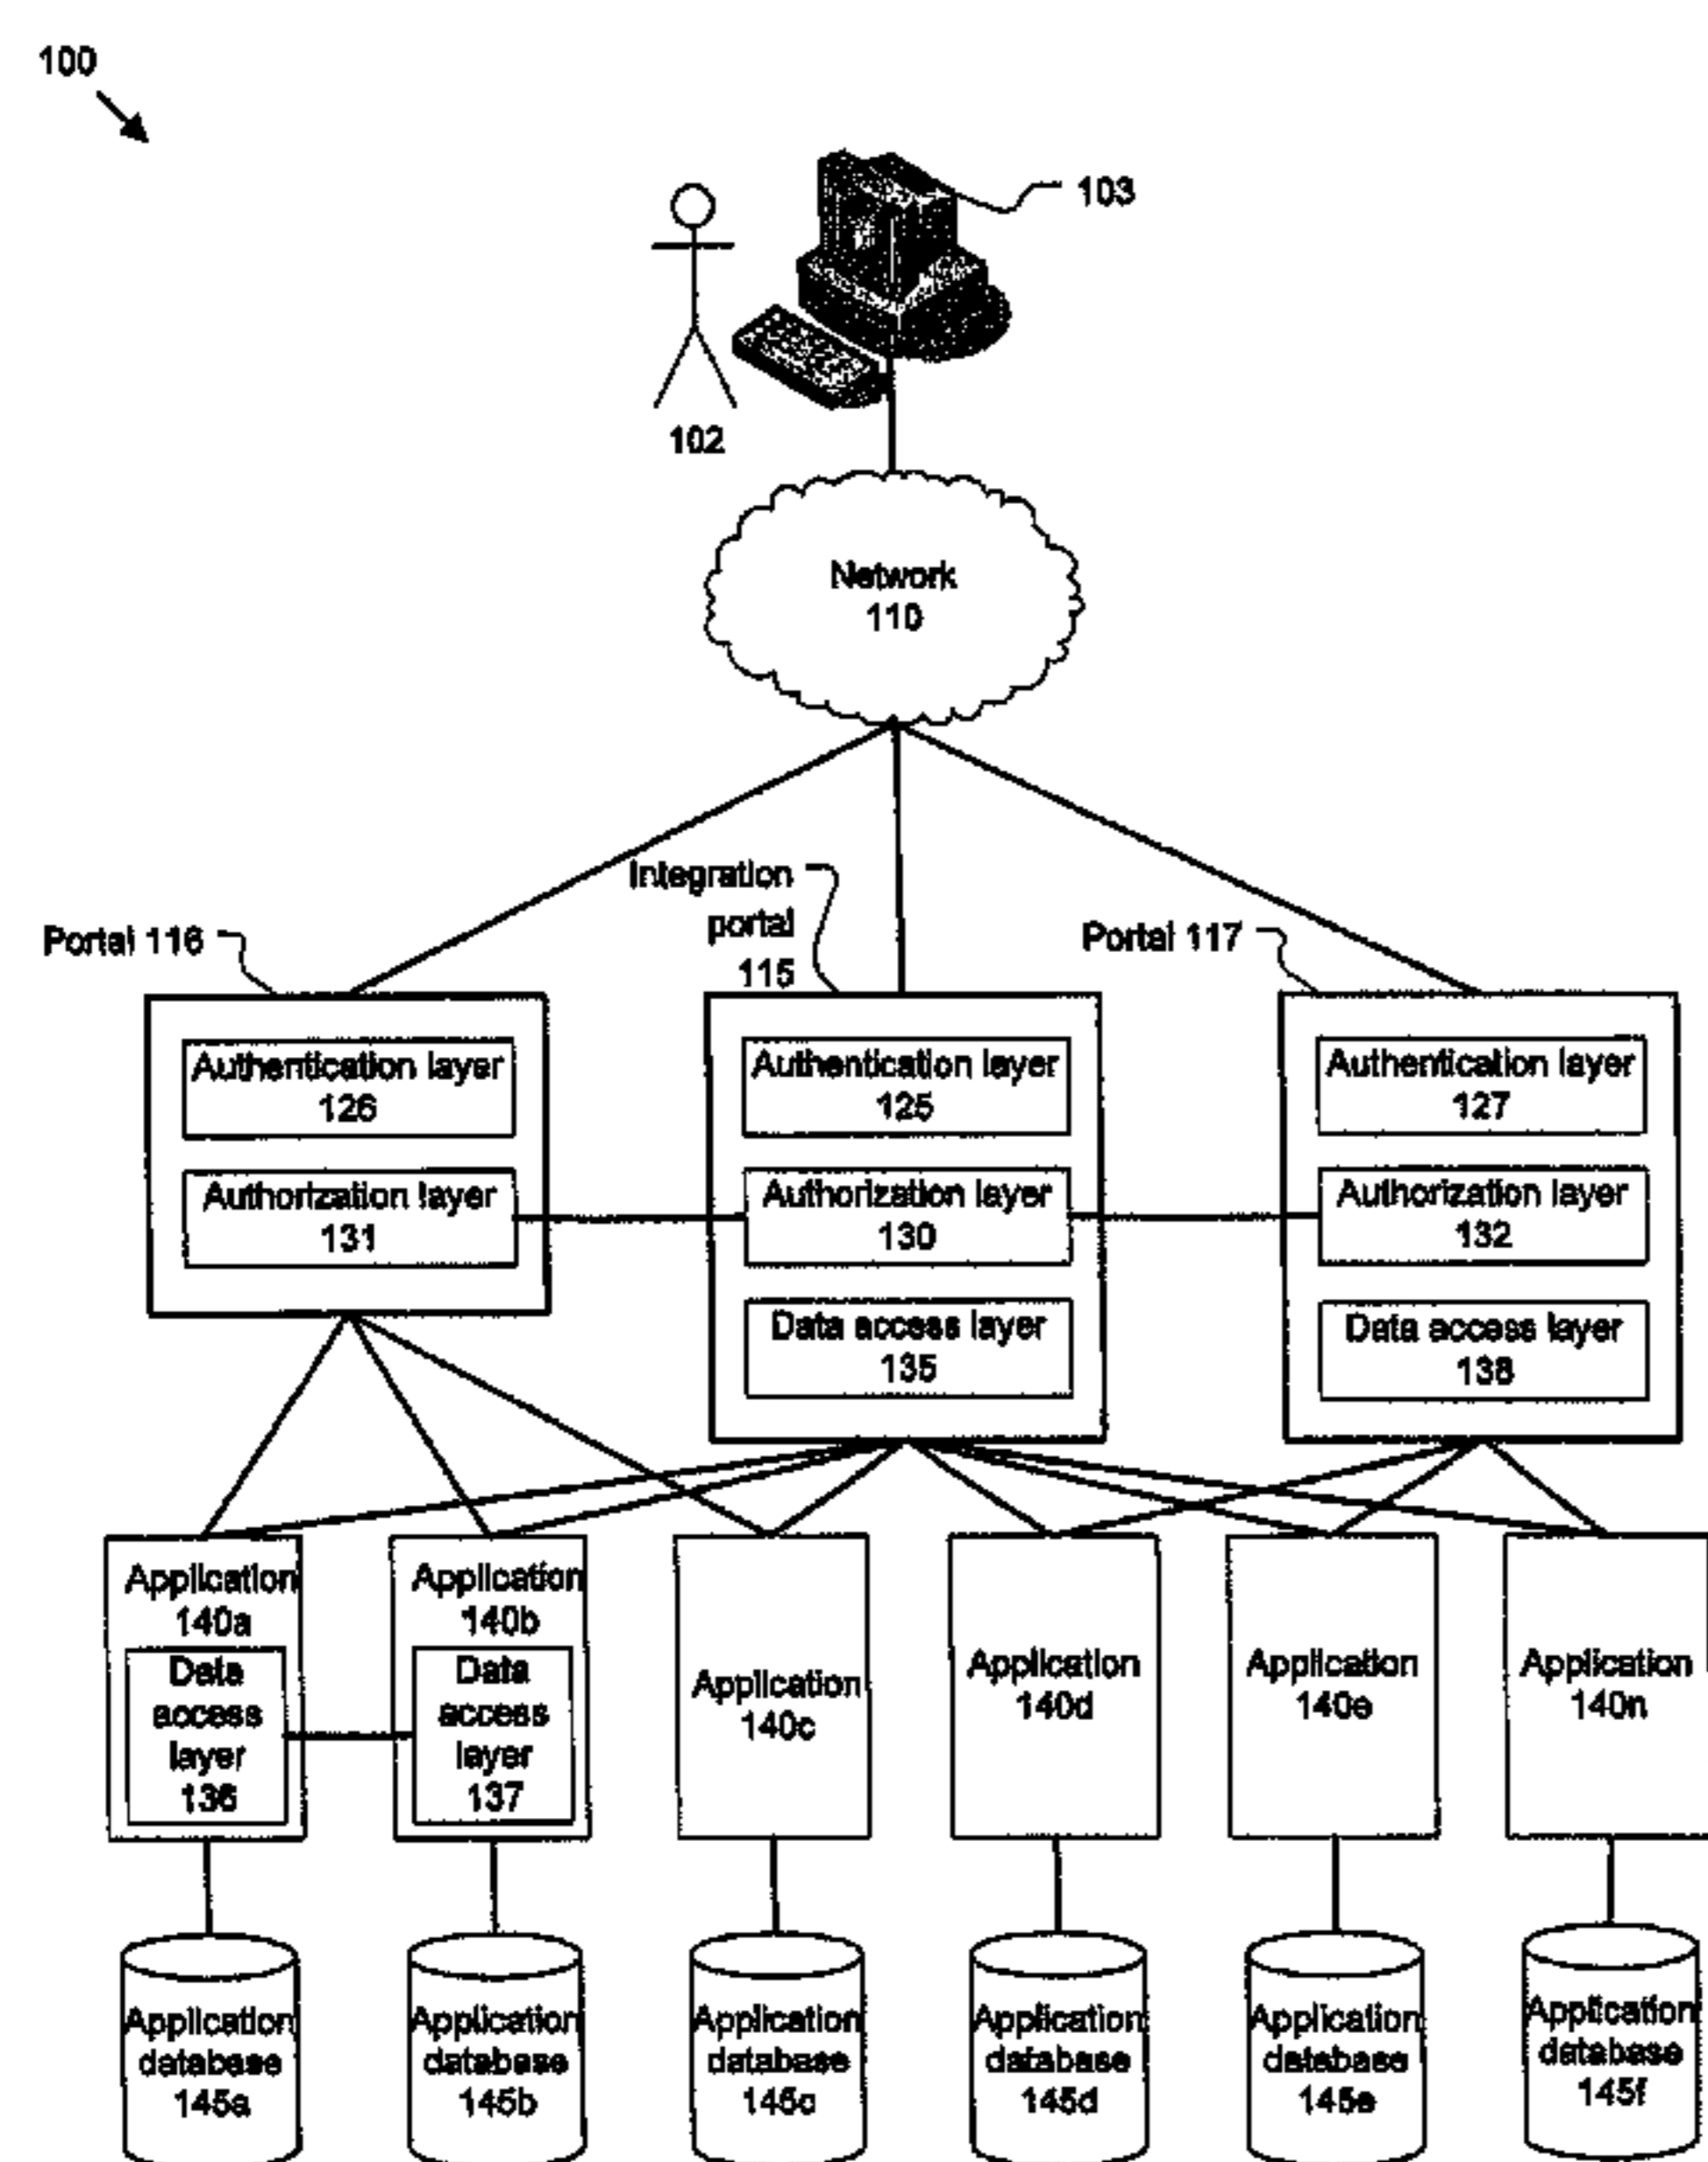 100
103
102
Network
110
Integration
portal
115
Portal 116
Portal 117
Authentication layer
126
Authorization layer
131
Authentication layer
125
Authorization layer
130
Data access layer
135
Authentication layer
127
Authorization layer
132
Data access layer
138
Application
140a
Data
access
layer
136
Application
140b
Data
access
layer
137
Application
140c
Application
140d
Application
140e
Application
140n
Application
database
145a
Application
database
145b
Application
database
145c
Application
database
145d
Application
database
145e
Application
database
145f